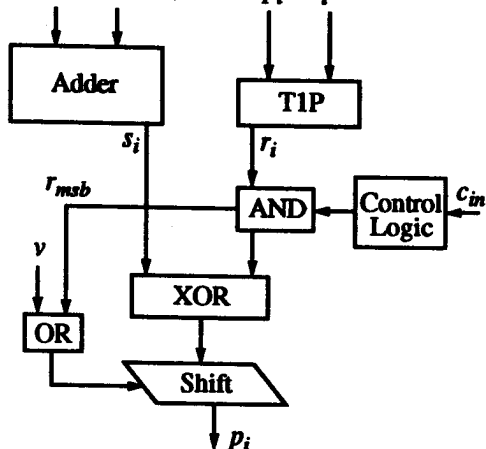 Adder
T1P
s_i
r_i
r_msb
AND
Control
Logic
c_in
v
XOR
OR
Shift
p_i